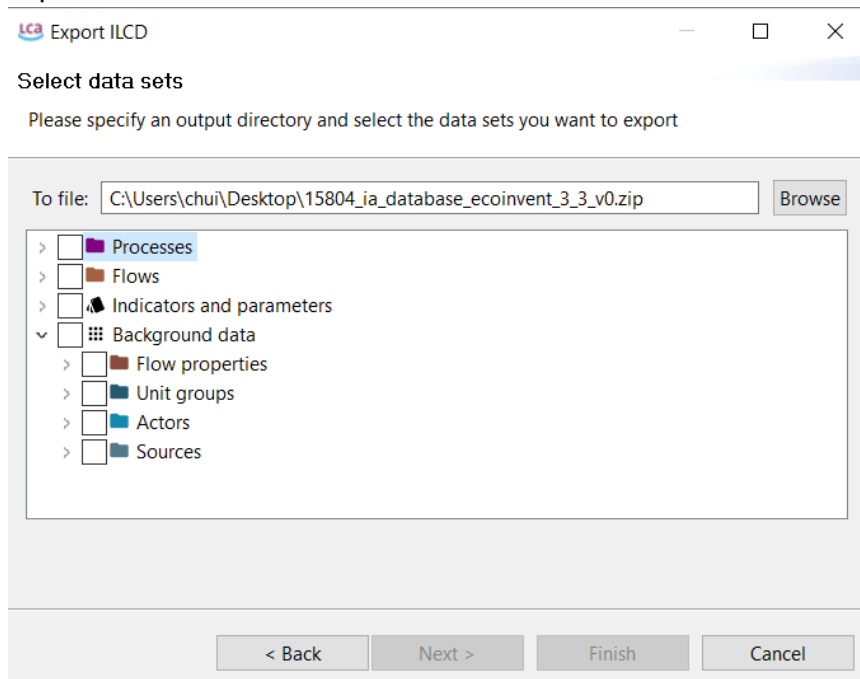 Export ILCD
Select data sets
Please specify an output directory and select the data sets you want to export
To file: C:\Users\chui\Desktop\15804_ia_database_ecoinvent_3_3_v0.zip Browse
Processes
Flows
Indicators and parameters
Background data
Flow properties
Unit groups
Actors
Sources
< Back Next > Finish Cancel